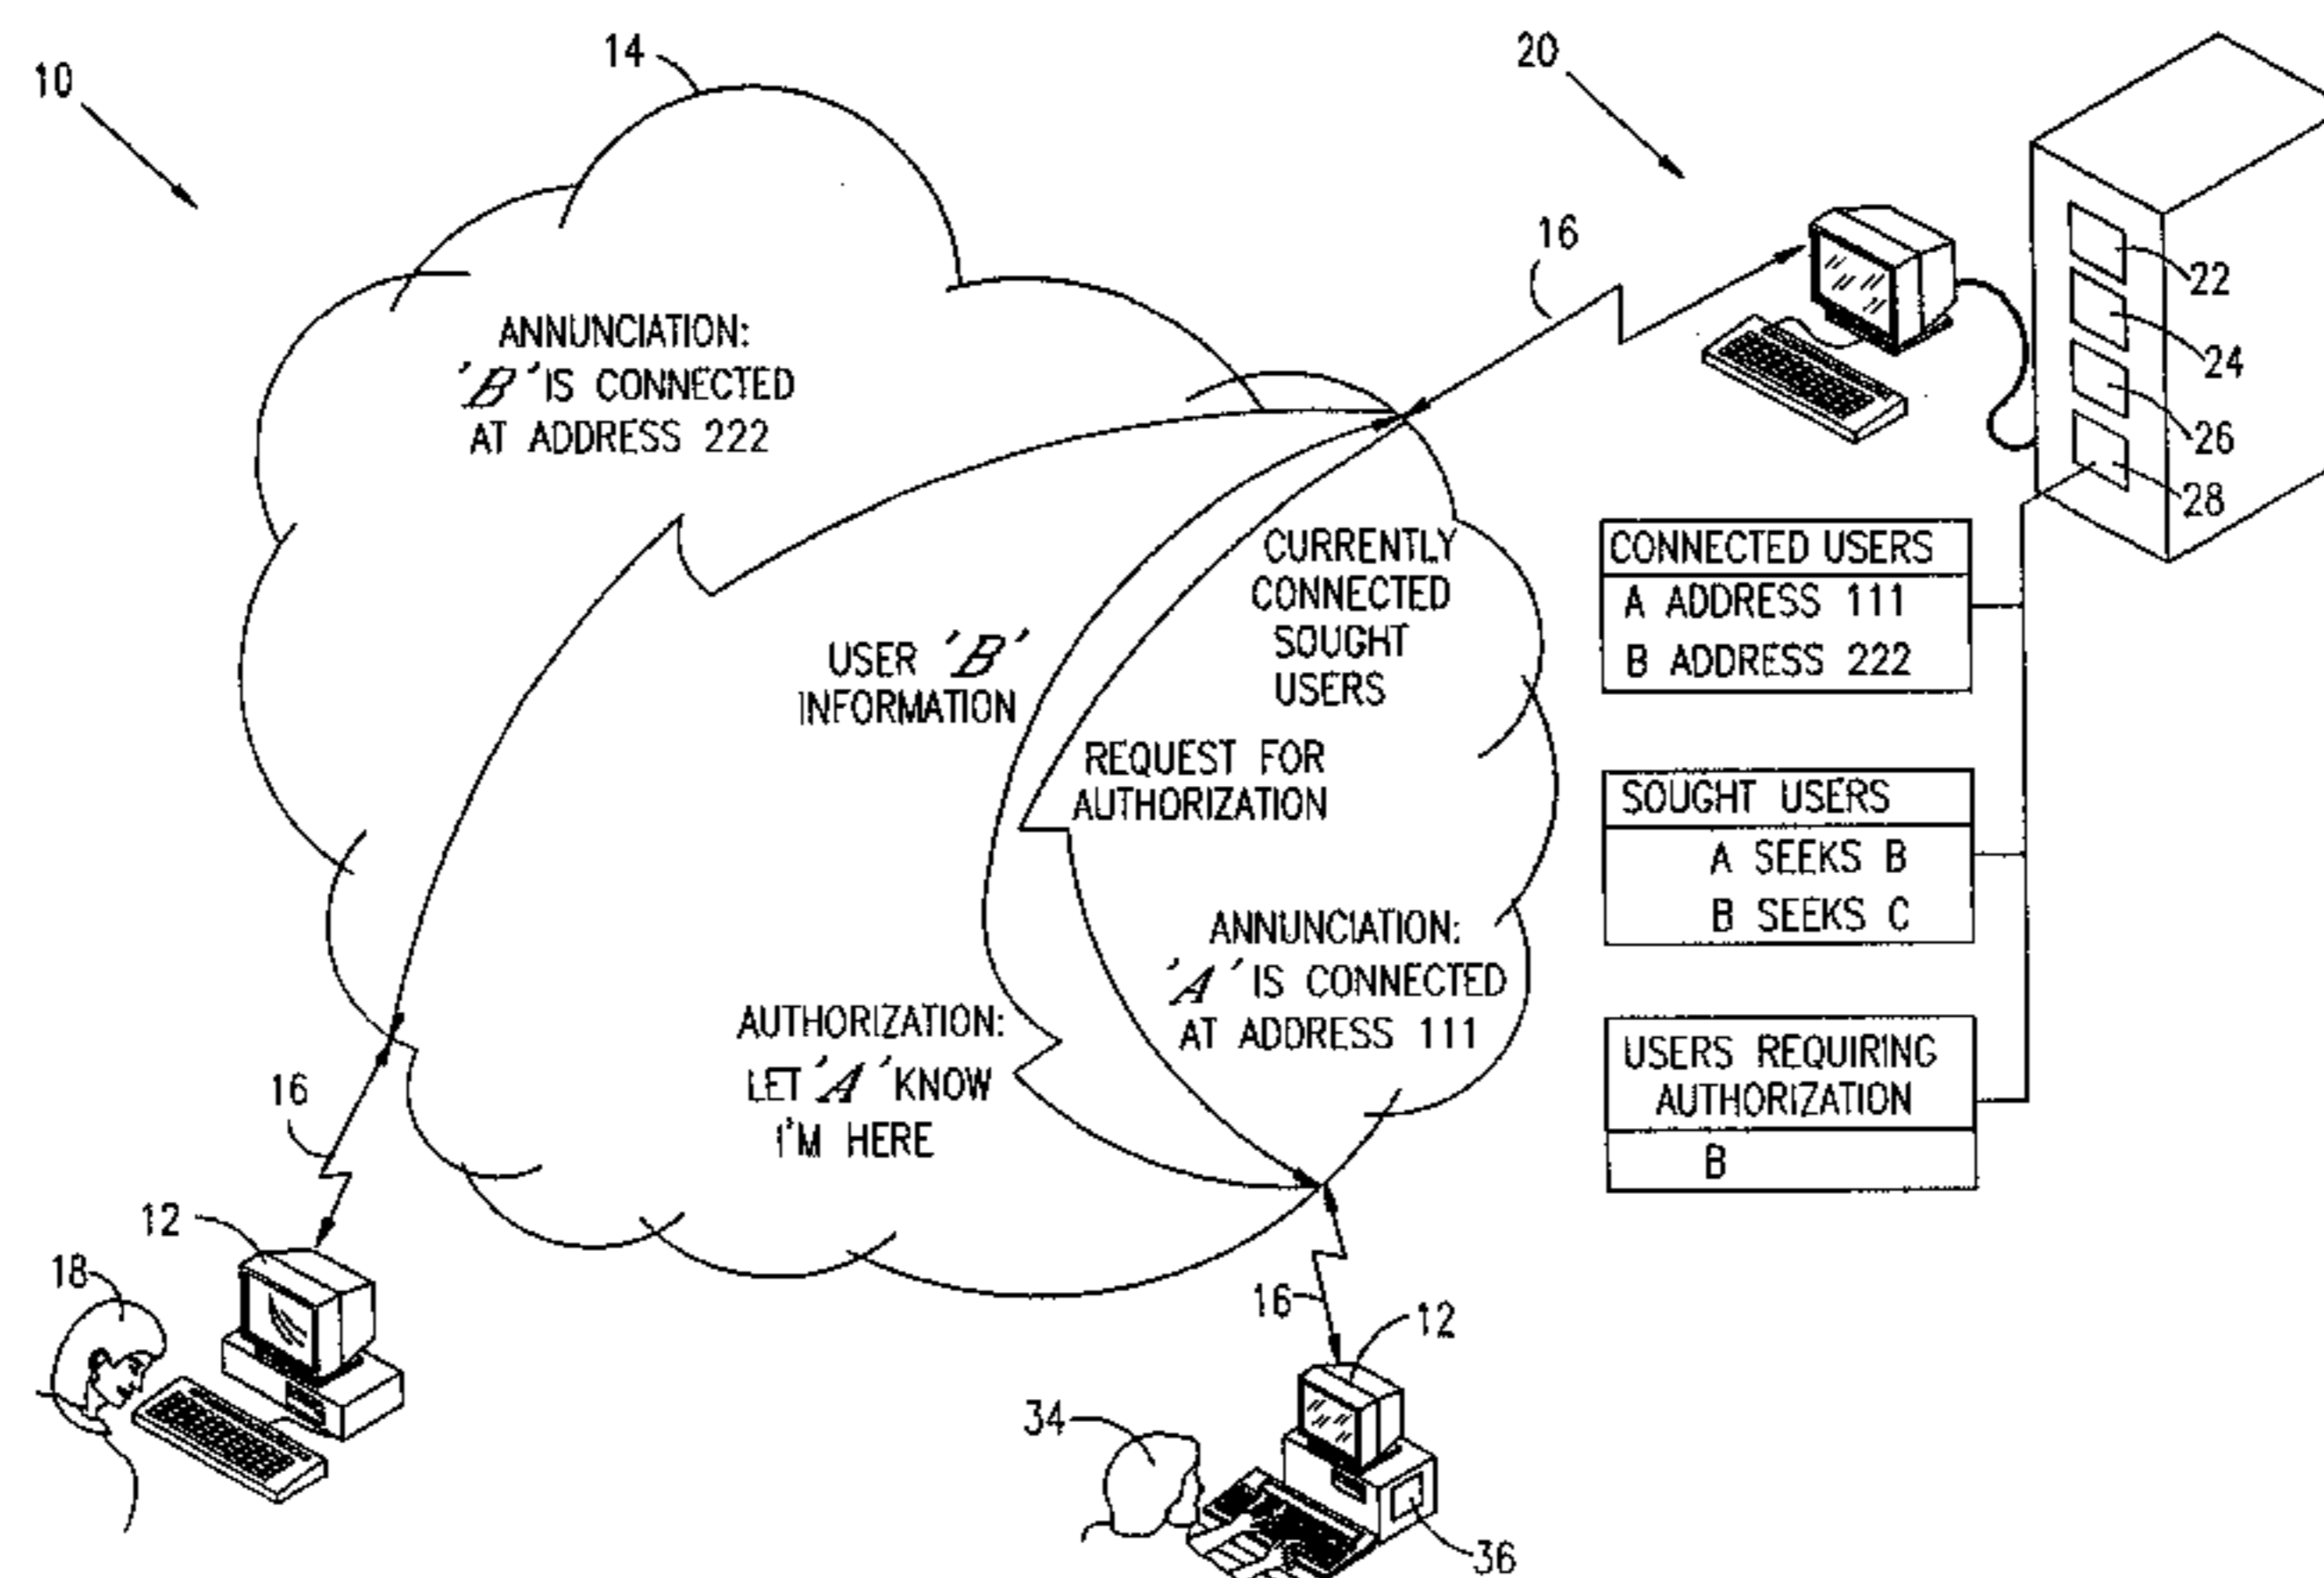 10
14
20
16
22
24
26
28
ANNUNCIATION:
'B' IS CONNECTED
AT ADDRESS 222
CURRENTLY
CONNECTED
SOUGHT
USERS
USER 'B'
INFORMATION
REQUEST FOR
AUTHORIZATION
ANNUNCIATION:
'A' IS CONNECTED
AT ADDRESS 111
AUTHORIZATION:
LET 'A' KNOW
I'M HERE
CONNECTED USERS
A ADDRESS 111
B ADDRESS 222
SOUGHT USERS
A SEEKS B
B SEEKS C
USERS REQUIRING
AUTHORIZATION
B
16
12
18
16
12
34
36